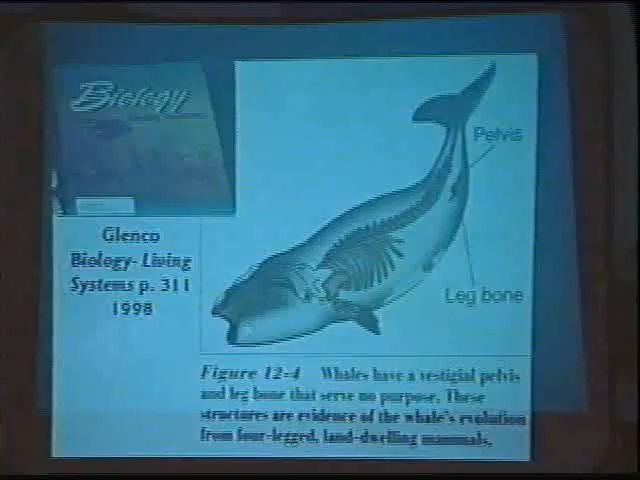 Biology
Glenco
Biology- Living
Systems p. 311
1998
Pelvis
Leg bone
Figure 12-4 Whales have a vestigial pelvis
and leg bone that serve no purpose. These
structures are evidence of the whale's evolution
from four-legged, land-dwelling mammals.